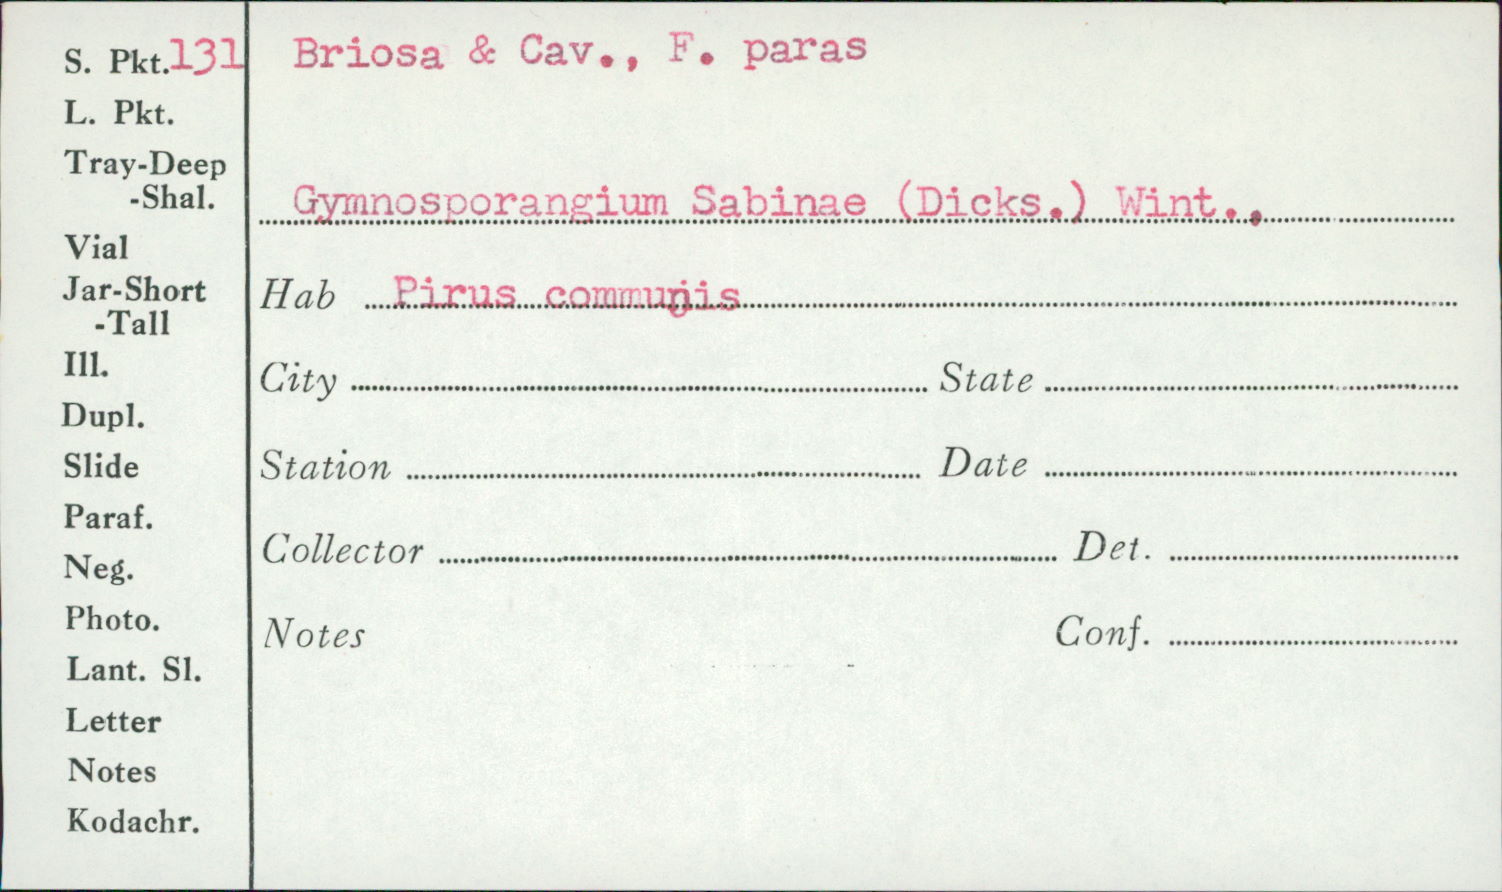 S. Pkt.131
L. Pkt.
Tray-Deep
-Shal.
Vial
Jar-Short
-Tall
Ill.
Dupl.
Slide
Paraf.
Neg.
Photo.
Lant. Sl.
Letter
Notes
Kodachr.
Briosa & Cav., F. paras
Gymnosporangium Sabinae (Dicks.) Wint.,
Hab Pirus communis
City State
Station Date
Collector Det.
Notes Conf.